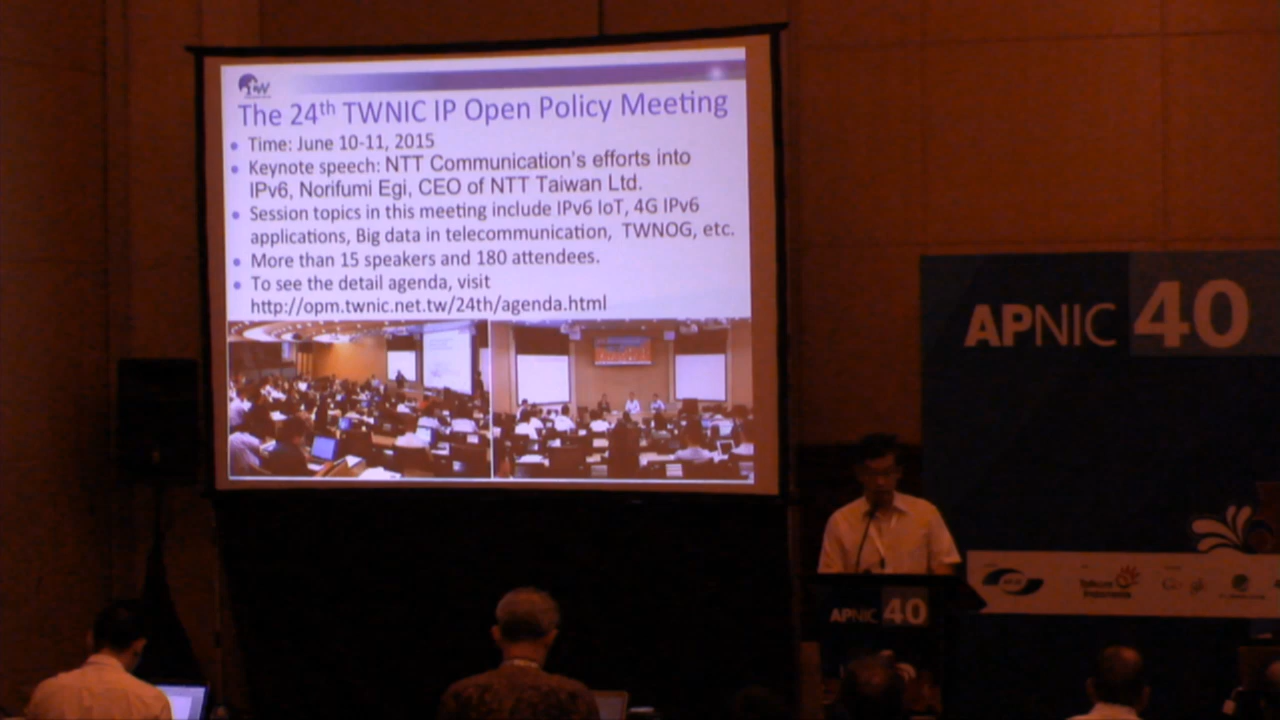 The 24th TWNIC IP Open Policy Meeting
• Time: June 10-11, 2015
• Keynote speech: NTT Communication's efforts into
IPv6, Norifumi Egi, CEO of NTT Taiwan Ltd.
• Session topics in this meeting include IPv6 IoT, 4G IPv6
applications, Big data in telecommunication, TWNOG, etc.
• More than 15 speakers and 180 attendees.
• To see the detail agenda, visit
http://opm.twnic.net.tw/24th/agenda.html
APNIC 40
Telkom
Indonesia
APNIC 40